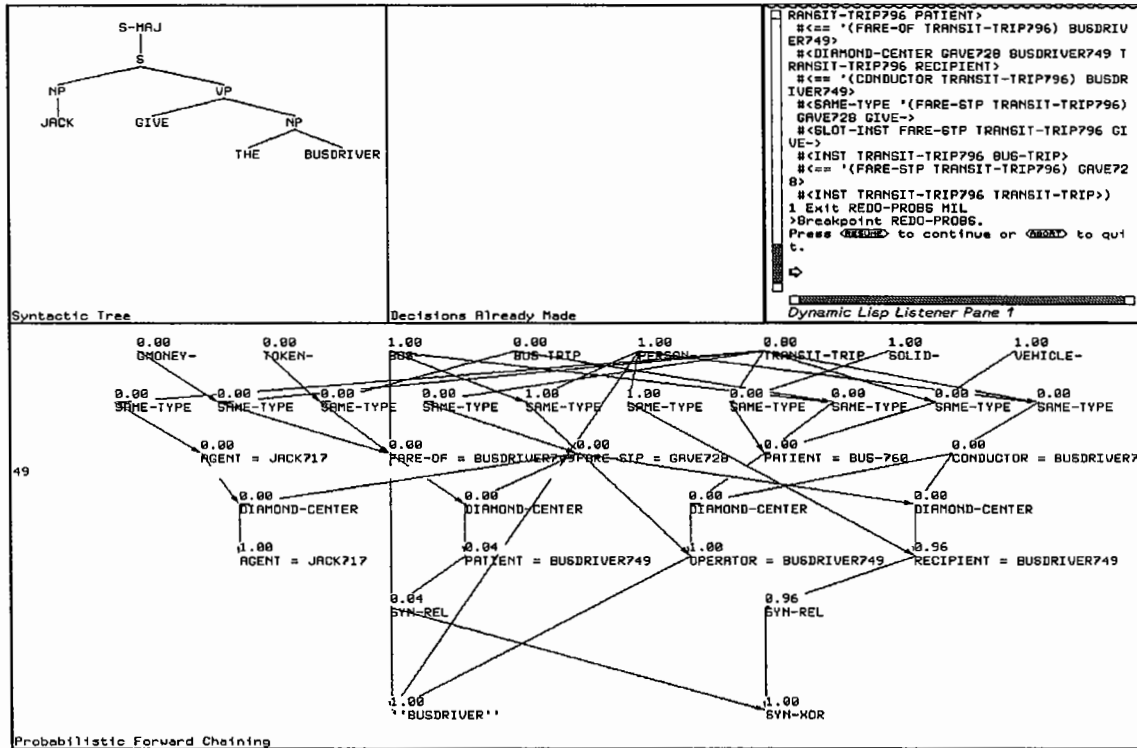 S-MAJ
S
NP VP
JACK GIVE NP
THE BUSDRIVER
Syntactic Tree
Decisions Already Made
RANSIT-TRIP796 PATIENT>
#<== '(FARE-OF TRANSIT-TRIP796) BUSDRIV
ER749>
#<DIAMOND-CENTER GAVE728 BUSDRIVER749 T
RANSIT-TRIP796 RECIPIENT>
#<== '(CONDUCTOR TRANSIT-TRIP796) BUSDR
IVER749>
#<SAME-TYPE '(FARE-STP TRANSIT-TRIP796)
GAVE728 GIVE->
#<SLOT-INST FARE-STP TRANSIT-TRIP796 GI
VE->
#<INST TRANSIT-TRIP796 BUS-TRIP>
#<== '(FARE-STP TRANSIT-TRIP796) GAVE72
8>
#<INST TRANSIT-TRIP796 TRANSIT-TRIP>)
1 Exit REDO-PROBS NIL
>Breakpoint REDO-PROBS.
Press <RESUME> to continue or <ABORT> to qui
t.
Dynamic Lisp Listener Pane 1
0.00 0.00 1.00 0.00 1.00 0.00 1.00 1.00
TOKEN- BUS TRIP PERSON- TRANSIT-TRIP SOLID- VEHICLE-
0.00 0.00 0.00 0.00 1.00 1.00 0.00 0.00 0.00 0.00
SAME-TYPE SAME-TYPE SAME-TYPE SAME-TYPE SAME-TYPE SAME-TYPE SAME-TYPE SAME-TYPE SAME-TYPE SAME-TYPE
0.00 0.00 0.00 0.00 0.00
49 AGENT = JACK717 FARE-OF = BUSDRIVER749 FARE-STP = GAVE728 PATIENT = BUS-760 CONDUCTOR = BUSDRIVER7
0.00 0.00 0.00 0.00
DIAMOND-CENTER DIAMOND-CENTER DIAMOND-CENTER DIAMOND-CENTER
1.00 0.04 1.00 0.96
AGENT = JACK717 PATIENT = BUSDRIVER749 OPERATOR = BUSDRIVER749 RECIPIENT = BUSDRIVER749
0.04 0.96
SYN-REL SYN-REL
1.00 1.00
''BUSDRIVER'' SYN-XOR
Probabilistic Forward Chaining